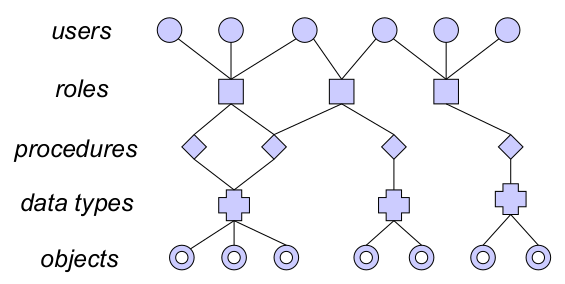 users
roles
procedures
data types
objects